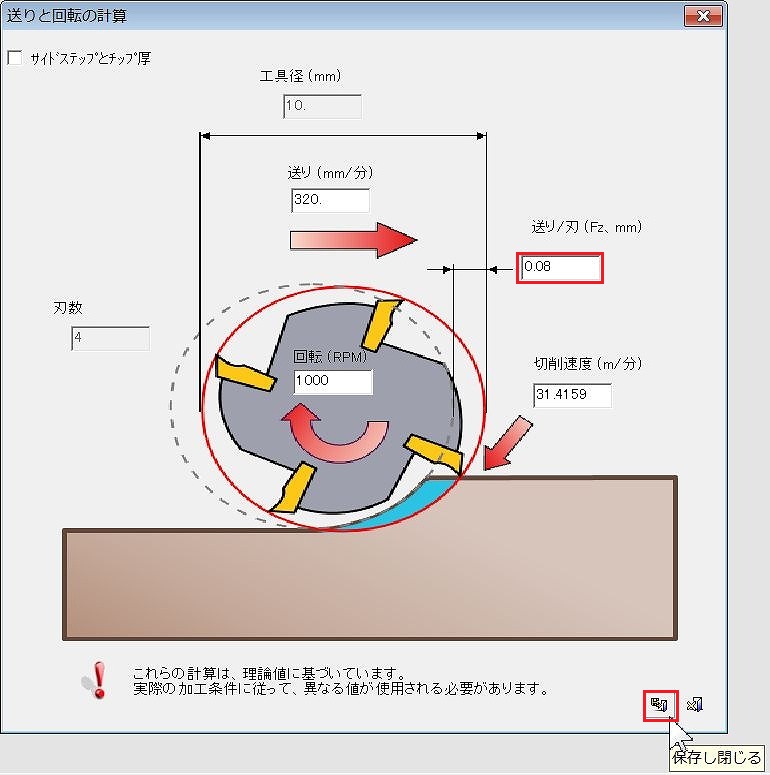 送りと回転の計算
サイドステップとチップ厚
工具径 (mm)
10.
送り (mm/分)
320.
送り/刃 (Fz、mm)
0.08
刃数
4
回転 (RPM)
1000
切削速度 (m/分)
31.4159
これらの計算は、理論値に基づいています。
実際の加工条件に従って、異なる値が使用される必要があります。
保存し閉じる